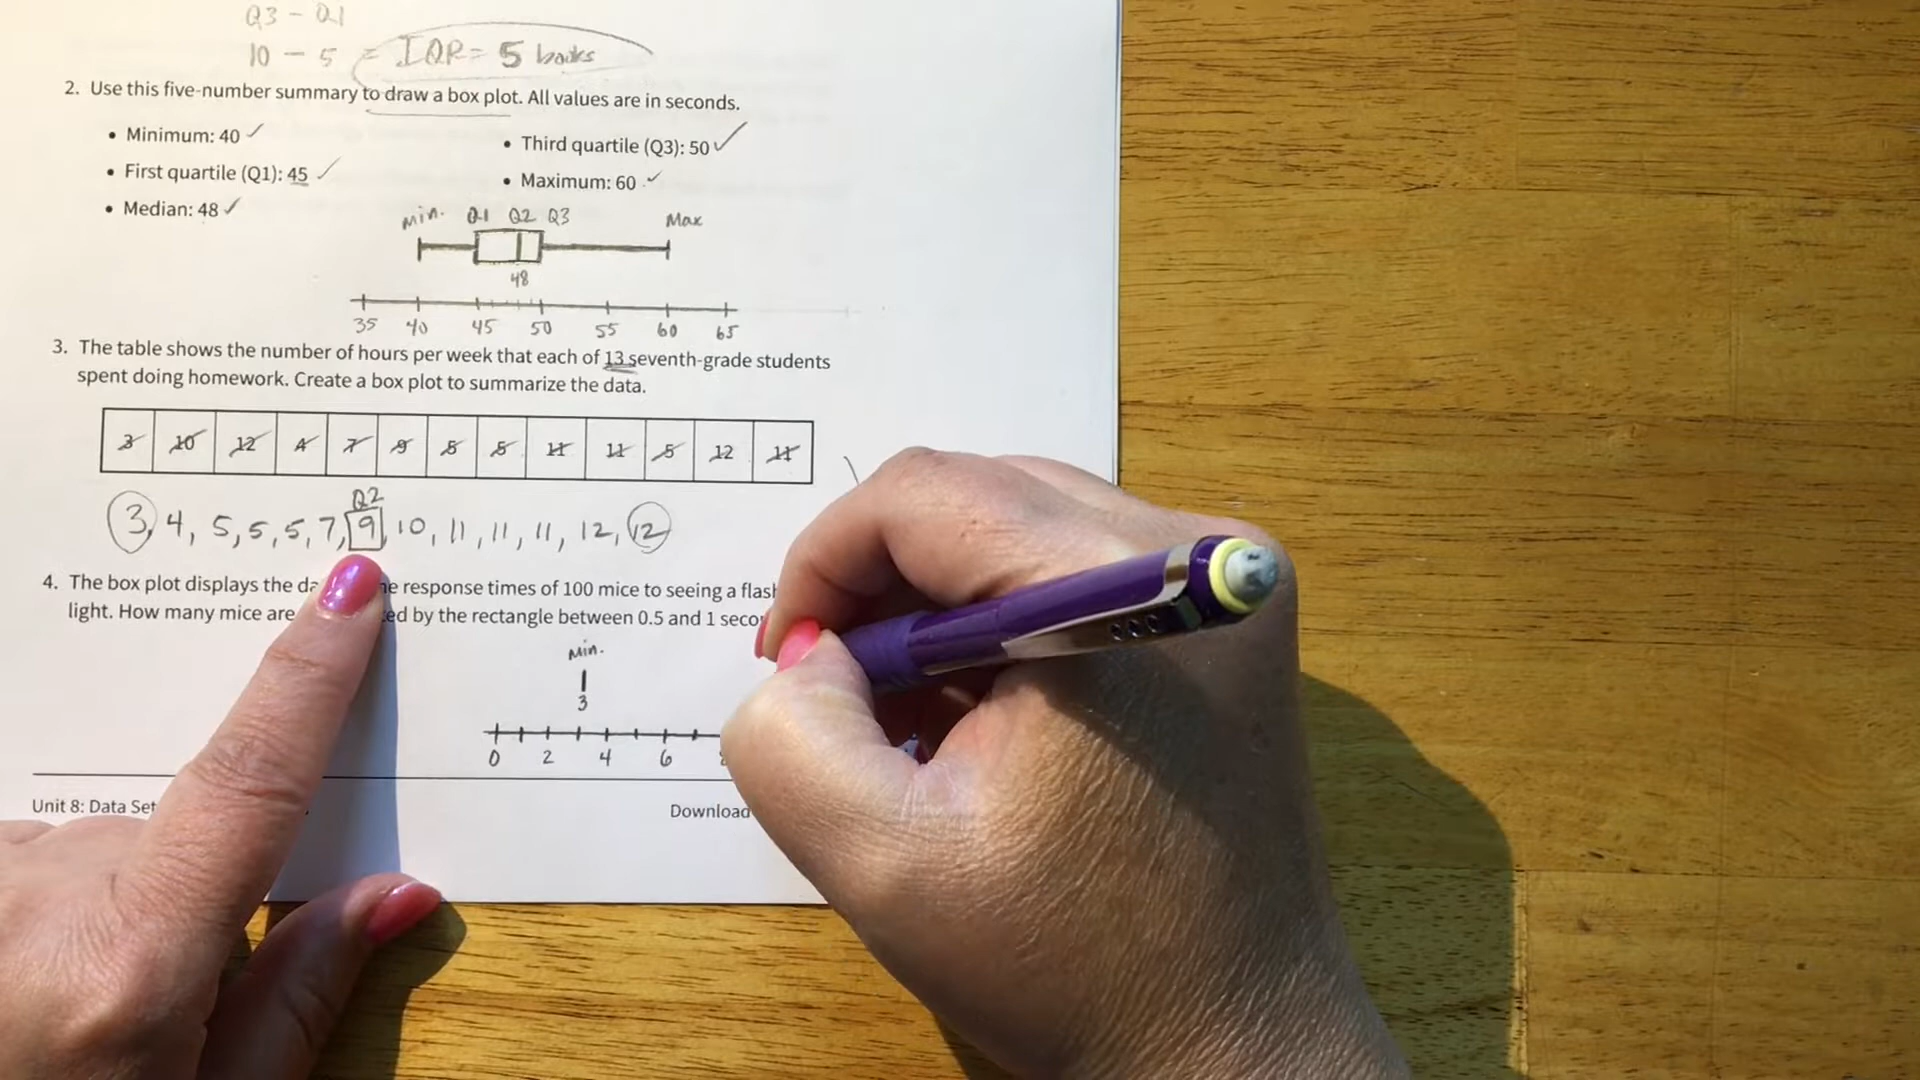 Q3 - Q1
10 - 5 = IQR = 5 books
2. Use this five-number summary to draw a box plot. All values are in seconds.
• Minimum: 40 ✓
• Third quartile (Q3): 50 ✓
• First quartile (Q1): 45 ✓
• Maximum: 60 ✓
• Median: 48 ✓
Min. Q1 Q2 Q3 Max
48
35 40 45 50 55 60 65
3. The table shows the number of hours per week that each of 13 seventh-grade students
spent doing homework. Create a box plot to summarize the data.
3 10 12 4 7 9 5 5 11 11 5 12 11
Q2
3, 4, 5, 5, 5, 7, 9, 10, 11, 11, 11, 12, 12
4. The box plot displays the response times of 100 mice to seeing a
light. How many mice are by the rectangle between 0.5 and 1
Min.
3
0 2 4 6
Unit 8: Data
Download